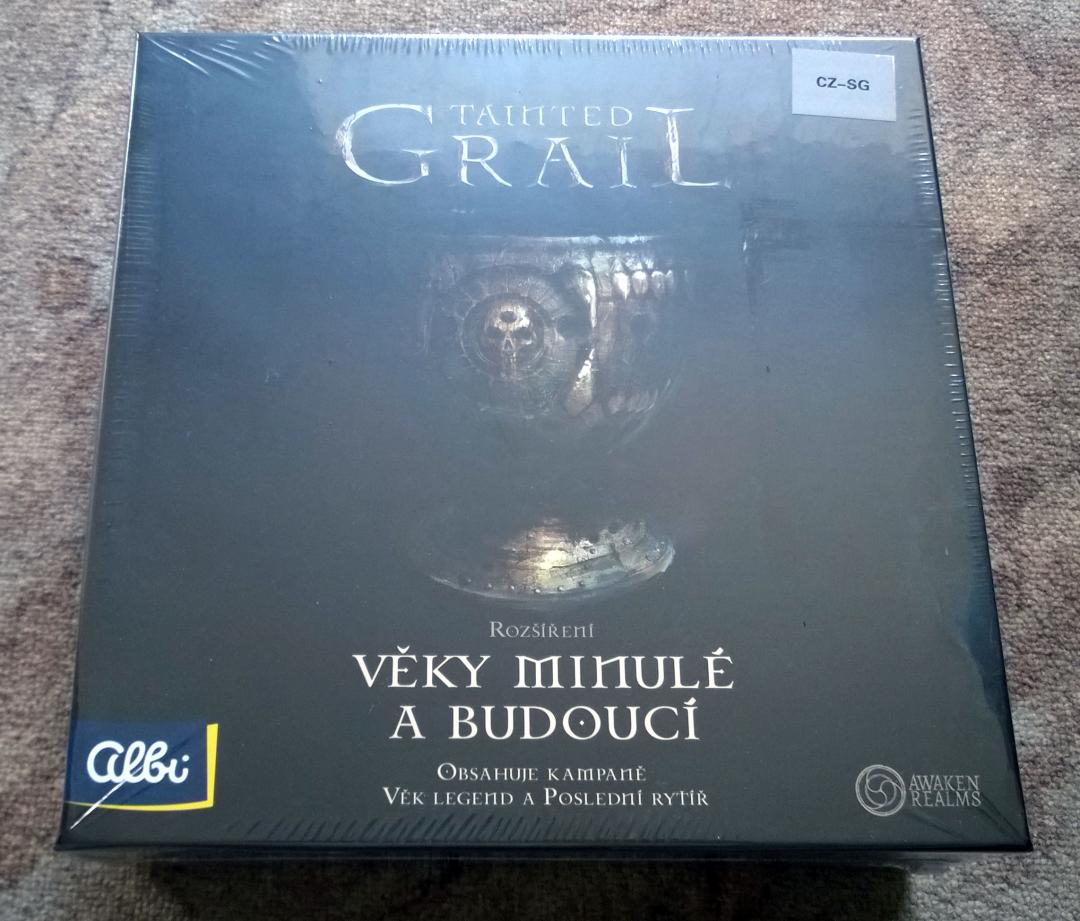 CZ-SG
TAINTED
GRAIL
ROZŠÍŘENÍ
VĚKY MINULÉ
A BUDOUCÍ
OBSAHUJE KAMPANĚ
VĚK LEGEND A POSLEDNÍ RYTÍŘ
Albi
AWAKEN
REALMS